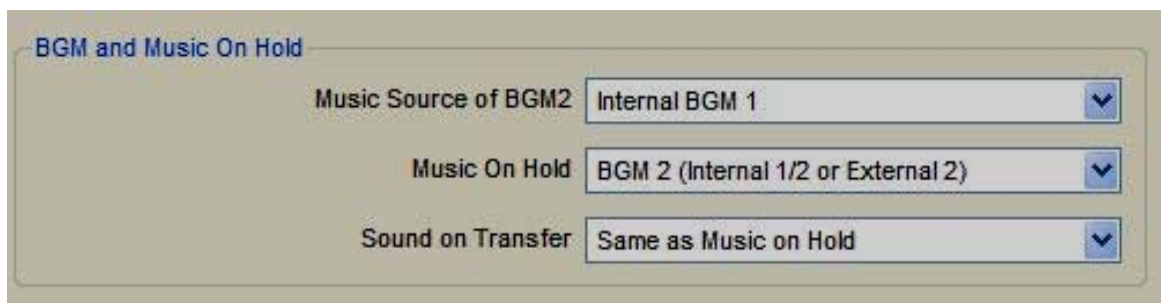 BGM and Music On Hold
Music Source of BGM2 Internal BGM 1
Music On Hold BGM 2 (Internal 1/2 or External 2)
Sound on Transfer Same as Music on Hold